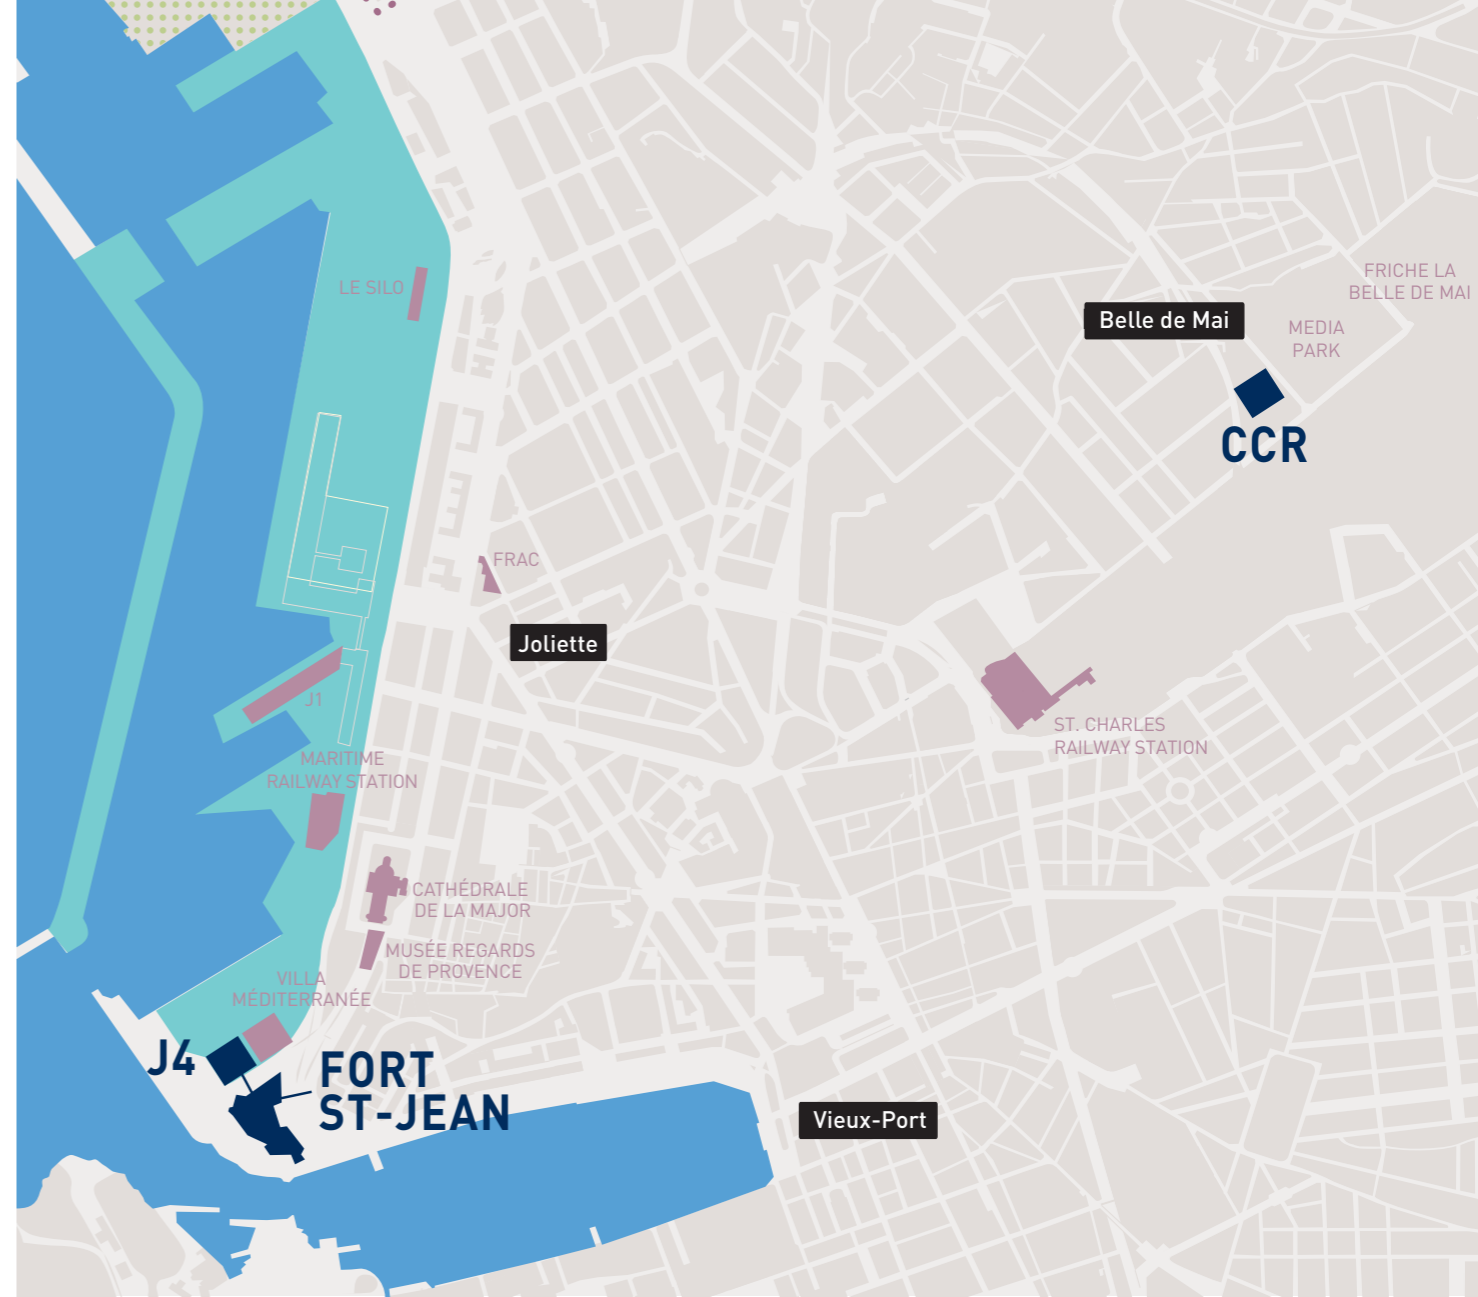 LE SILO
FRICHE LA
BELLE DE MAI
Belle de Mai
MEDIA
PARK
CCR
FRAC
Joliette
J1
ST. CHARLES
RAILWAY STATION
MARITIME
RAILWAY STATION
CATHÉDRALE
DE LA MAJOR
MUSÉE REGARDS
DE PROVENCE
VILLA
MÉDITERRANÉE
J4
FORT
ST-JEAN
Vieux-Port